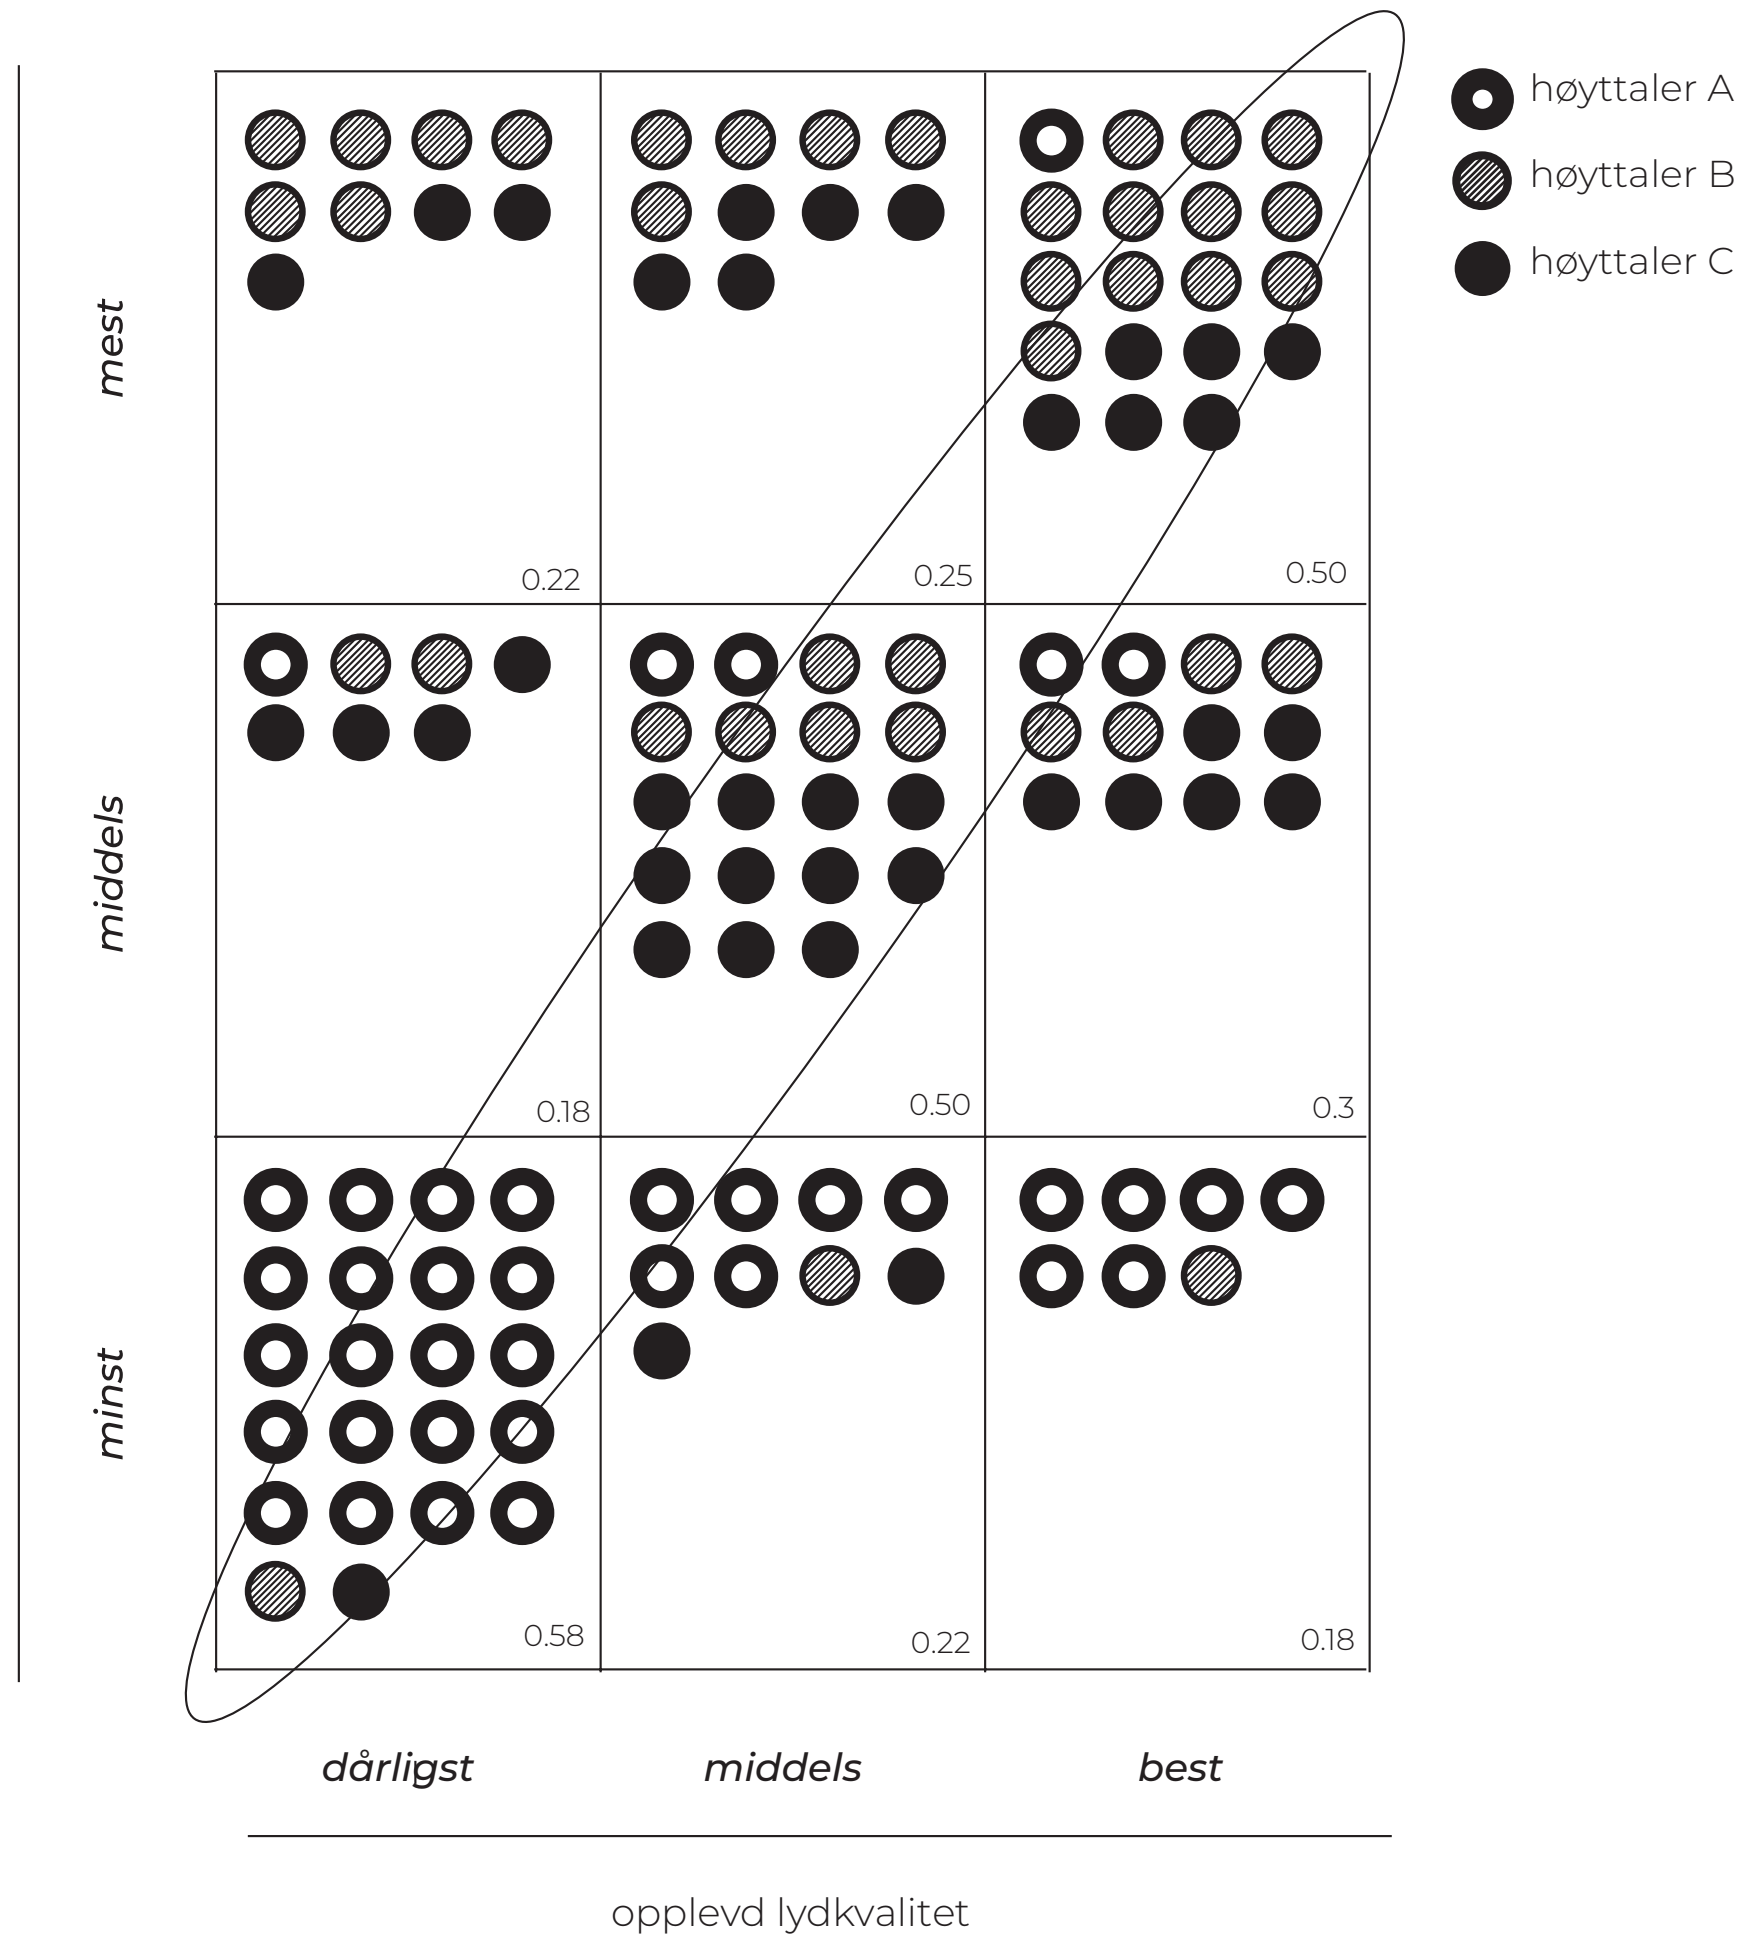 høyttaler A
høyttaler B
høyttaler C
mest
0.22
0.25
0.50
middels
0.18
0.50
0.3
minst
0.58
0.22
0.18
dårligst
middels
best
opplevd lydkvalitet